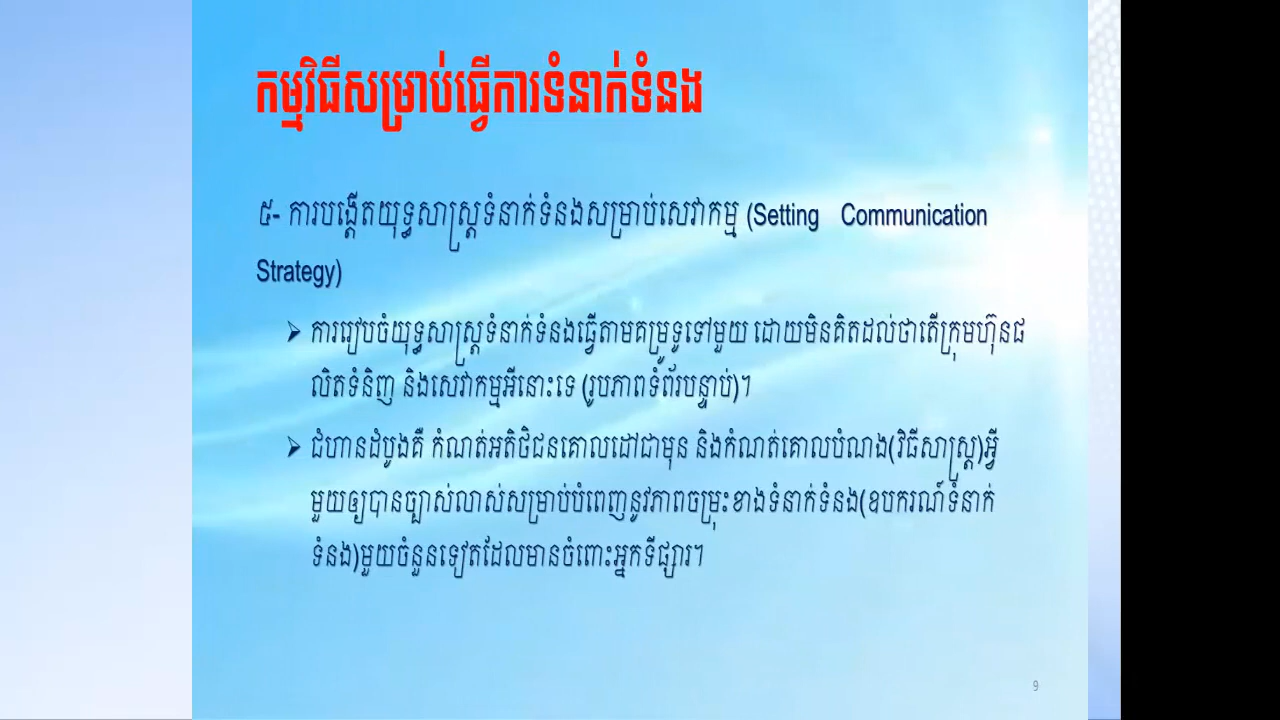 កម្មវិធីសម្រាប់ធ្វើការទំនាក់ទំនង
៥- ការបង្កើតយុទ្ធសាស្ត្រទំនាក់ទំនងសម្រាប់សេវាកម្ម (Setting Communication
Strategy)
➢ ការរៀបចំយុទ្ធសាស្ត្រទំនាក់ទំនងធ្វើតាមគម្រូទូទៅមួយ ដោយមិនគិតដល់ថាតើក្រុមហ៊ុនផ
លិតទំនិញ និងសេវាកម្មអីនោះទេ (រូបភាពទំព័របន្ទាប់)។
➢ ជំហានដំបូងគឺ កំណត់អតិថិជនគោលដៅជាមុន និងកំណត់គោលបំណង(វិធីសាស្ត្រ)អ្វី
មួយឲ្យបានច្បាស់លាស់សម្រាប់បំពេញនូវភាពចម្រុះខាងទំនាក់ទំនង(ឧបករណ៍ទំនាក់
ទំនង)មួយចំនួនទៀតដែលមានចំពោះអ្នកទីផ្សារ។
9